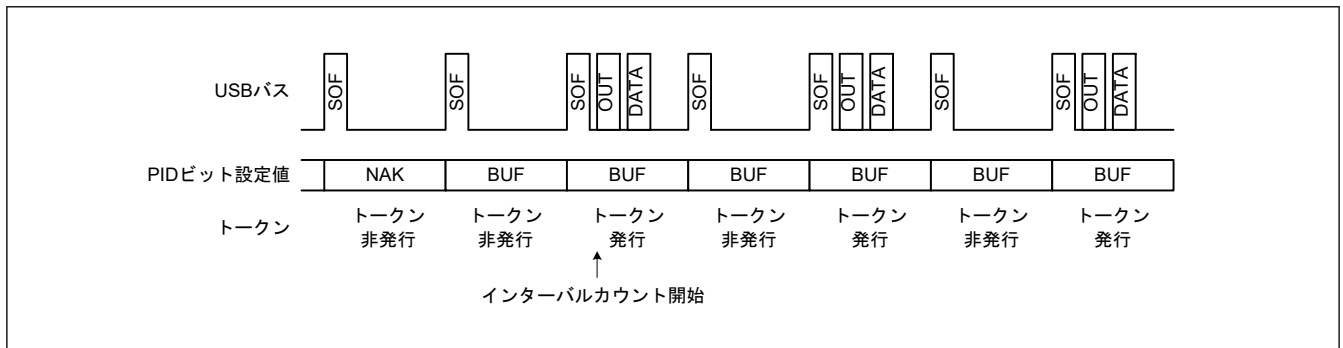 USBバス
SOF
SOF
SOF
OUT
DATA
SOF
SOF
OUT
DATA
SOF
SOF
OUT
DATA
PIDビット設定値
NAK
BUF
BUF
BUF
BUF
BUF
BUF
トークン
トークン
非発行
トークン
非発行
トークン
発行
トークン
非発行
トークン
発行
トークン
非発行
トークン
発行
インターバルカウント開始